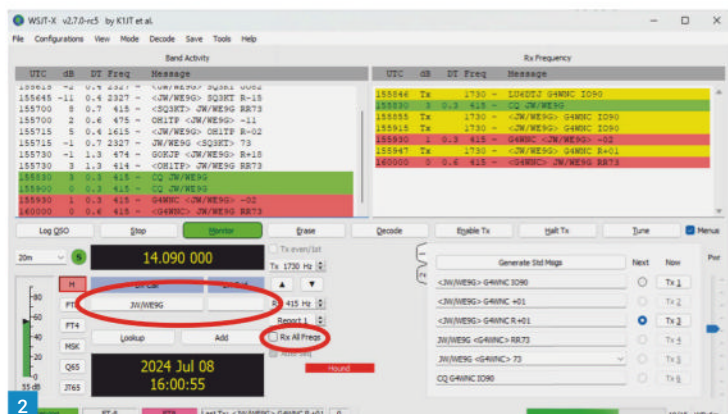 WSJT-X v2.7.0-rc5 by K1JT et al.
File Configurations View Mode Decode Save Tools Help
Band Activity
UTC dB DT Freq Message
155645 -11 0.4 2327 ~ <JW/WE9G> SQ3KT R-15
155700 8 0.7 415 ~ <SQ3KT> JW/WE9G RR73
155700 2 0.6 475 ~ OH1TP <JW/WE9G> -11
155715 5 0.4 1615 ~ <JW/WE9G> OH1TP R-02
155715 -1 0.7 2327 ~ JW/WE9G <SQ3KT> 73
155730 -1 1.3 474 ~ G0KJP <JW/WE9G> R+18
155730 3 1.3 414 ~ <OH1TP> JW/WE9G RR73
155830 3 0.3 415 ~ CQ JW/WE9G
155900 0 0.3 415 ~ CQ JW/WE9G
155930 1 0.3 415 ~ G4WNC <JW/WE9G> -02
160000 0 0.6 415 ~ <G4WNC> JW/WE9G RR73
Rx Frequency
UTC dB DT Freq Message
155846 Tx 1730 ~ LU6DTJ G4WNC IO90
155830 3 0.3 415 ~ CQ JW/WE9G
155855 Tx 1730 ~ <JW/WE9G> G4WNC IO90
155915 Tx 1730 ~ <JW/WE9G> G4WNC IO90
155930 1 0.3 415 ~ G4WNC <JW/WE9G> -02
155947 Tx 1730 ~ <JW/WE9G> G4WNC R+01
160000 0 0.6 415 ~ <G4WNC> JW/WE9G RR73
Log QSO Stop Monitor Erase Decode Enable Tx Halt Tx Tune Menus
20m S 14.090 000
Tx even/1st
Tx 1730 Hz
H
JW/WE9G
Rx 415 Hz
FT4
Report 1
MSK
Lookup Add
Rx All Freqs
Q65
JT65
2024 Jul 08
16:00:55
Auto Seq
Hound
-80
-60
-40
-20
-0
55 dB
Generate Std Msgs Next Now Pwr
<JW/WE9G> G4WNC IO90 Tx 1
<JW/WE9G> G4WNC +01 Tx 2
<JW/WE9G> G4WNC R+01 Tx 3
JW/WE9G <G4WNC> RR73 Tx 4
JW/WE9G <G4WNC> 73 Tx 5
CQ G4WNC IO90 Tx 6
2